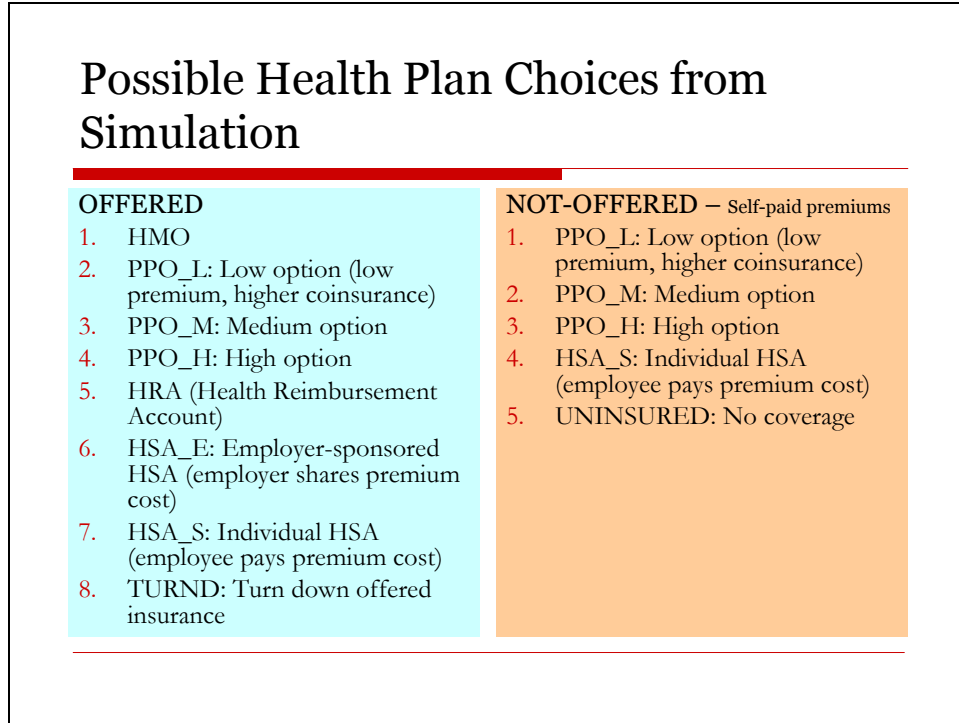 Possible Health Plan Choices from
Simulation
OFFERED
1. HMO
2. PPO_L: Low option (low
premium, higher coinsurance)
3. PPO_M: Medium option
4. PPO_H: High option
5. HRA (Health Reimbursement
Account)
6. HSA_E: Employer-sponsored
HSA (employer shares premium
cost)
7. HSA_S: Individual HSA
(employee pays premium cost)
8. TURND: Turn down offered
insurance
NOT-OFFERED – Self-paid premiums
1. PPO_L: Low option (low
premium, higher coinsurance)
2. PPO_M: Medium option
3. PPO_H: High option
4. HSA_S: Individual HSA
(employee pays premium cost)
5. UNINSURED: No coverage